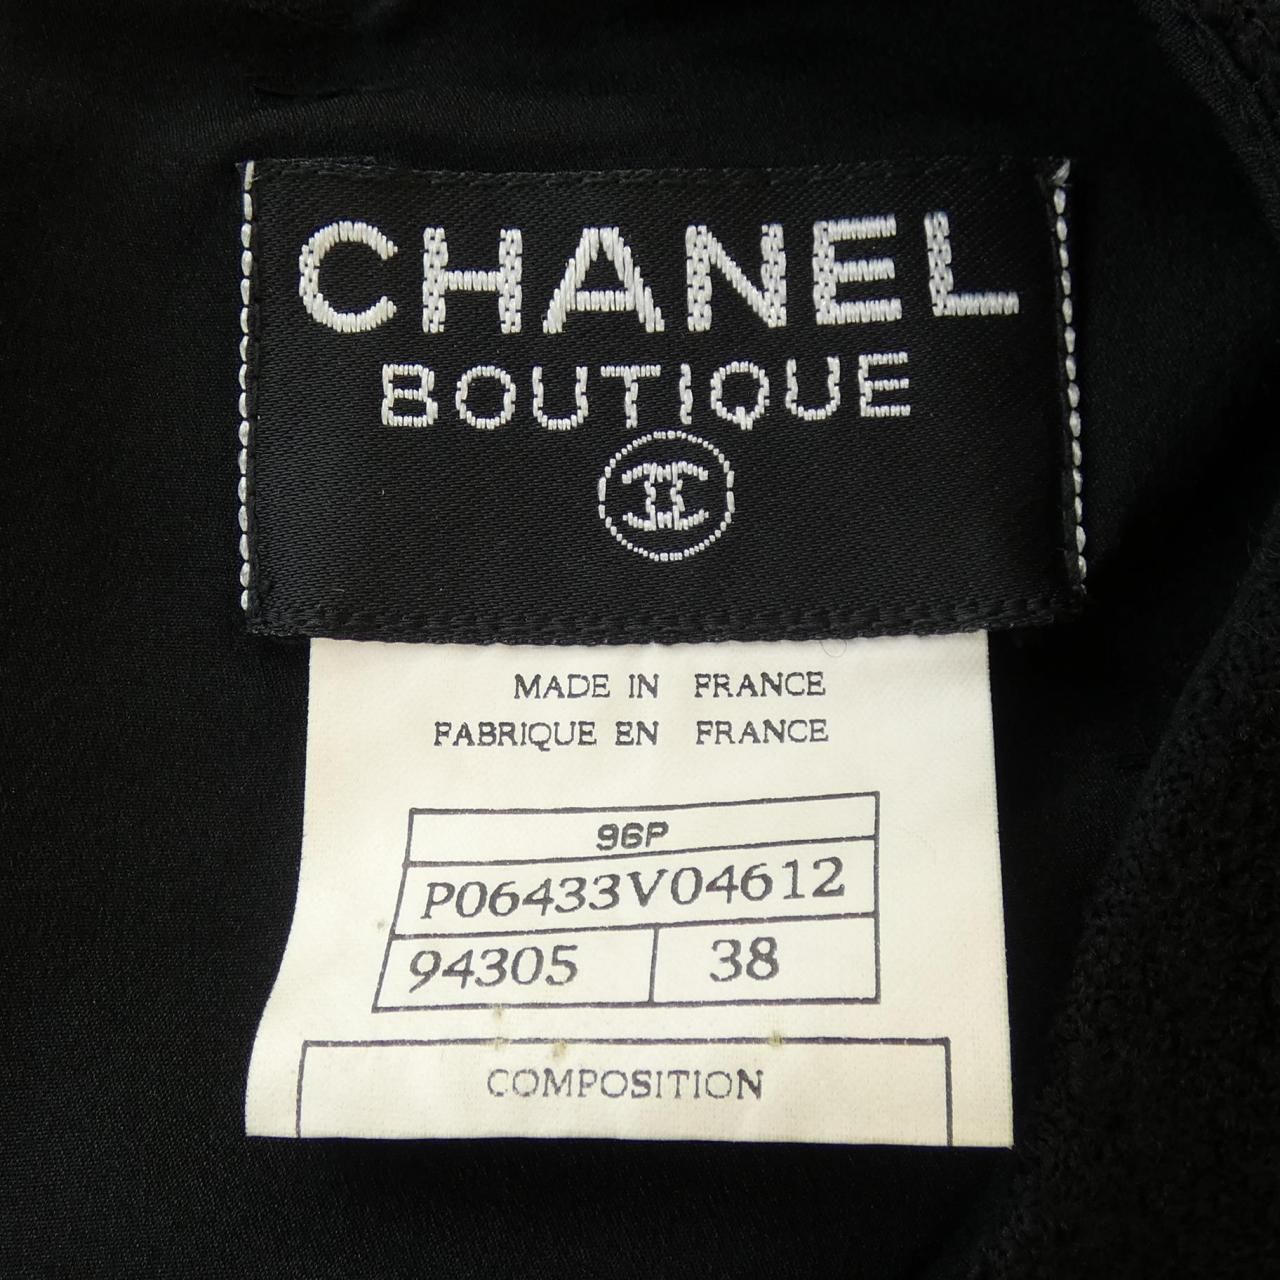 CHANEL
BOUTIQUE
MADE IN FRANCE
FABRIQUE EN FRANCE
96P
P06433V04612
94305 38
COMPOSITION